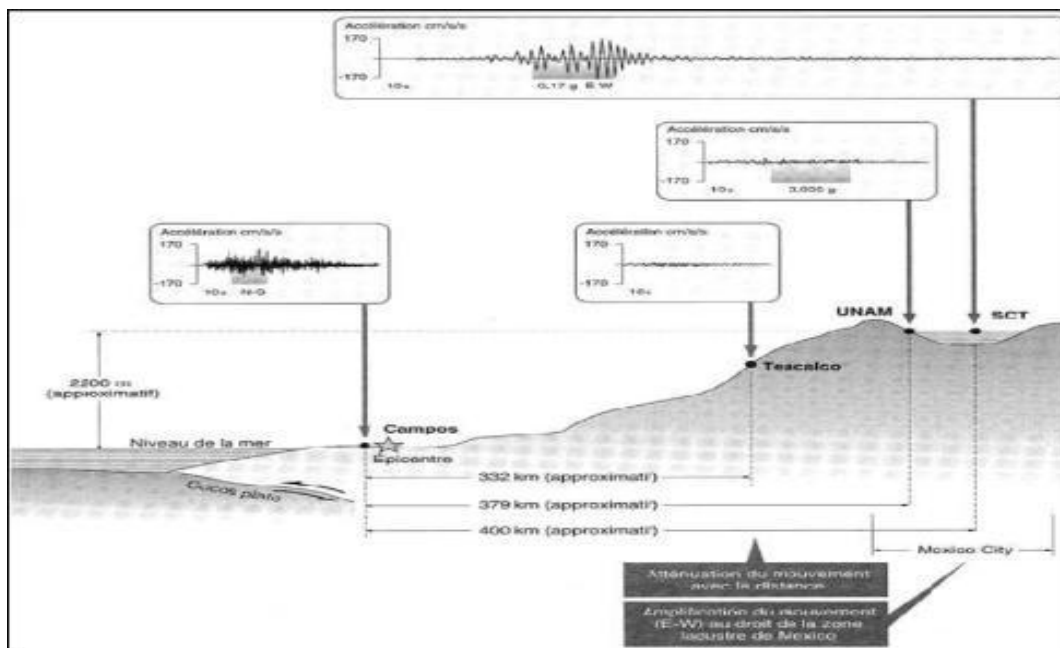 Accélération cm/s/s
170
-170
10s
0,17 g E W
Accélération cm/s/s
170
-170
10s
Accélération cm/s/s
170
-170
10s N-S
Accélération cm/s/s
170
-170
10s
UNAM
SCT
Teacalco
2200 m
(approximatif)
Campos
Niveau de la mer
Epicentre
332 km (approximatif)
379 km (approximatif)
400 km (approximatif)
Mexico City
Atténuation du mouvement
avec la distance
Amplification du mouvement
(E-W) au droit de la zone
lacustre de Mexico